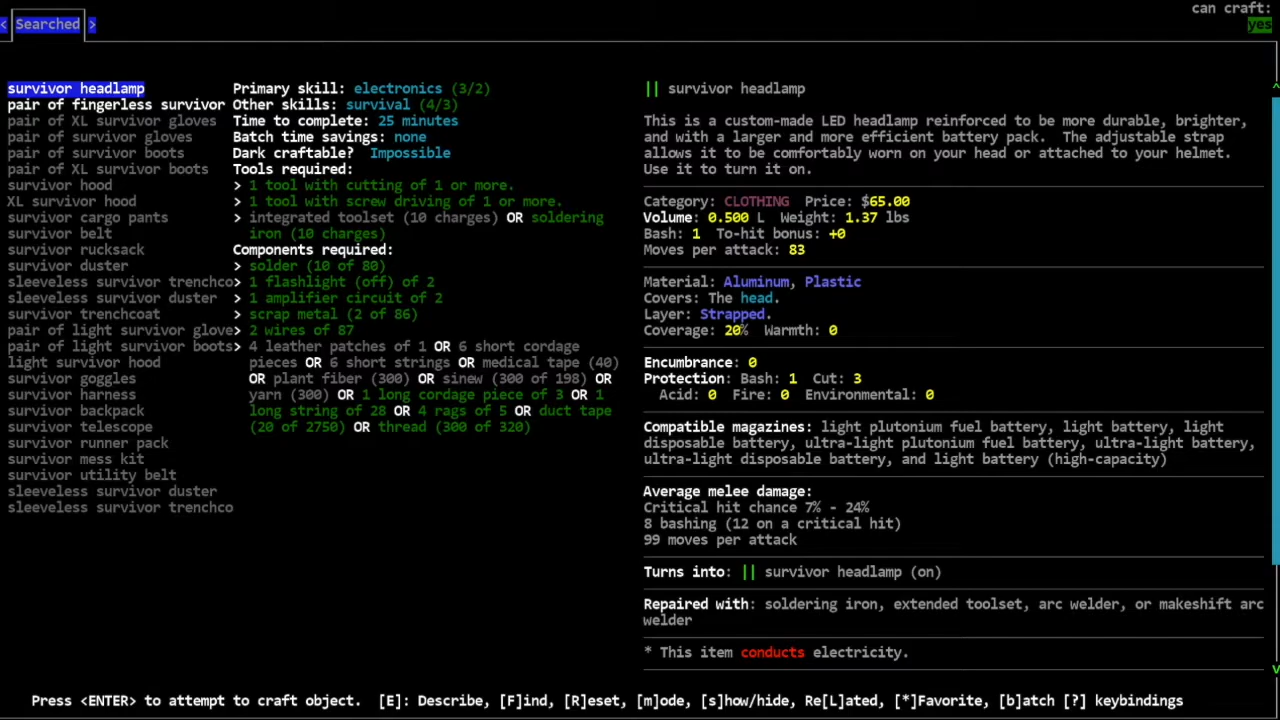 can craft:
< Searched >
yes
survivor headlamp
pair of fingerless survivor
pair of XL survivor gloves
pair of survivor gloves
pair of survivor boots
pair of XL survivor boots
survivor hood
XL survivor hood
survivor cargo pants
survivor belt
survivor rucksack
survivor duster
sleeveless survivor trenchco
sleeveless survivor duster
survivor trenchcoat
pair of light survivor glove
pair of light survivor boots
light survivor hood
survivor goggles
survivor harness
survivor backpack
survivor telescope
survivor runner pack
survivor mess kit
survivor utility belt
sleeveless survivor duster
sleeveless survivor trenchco
Primary skill: electronics (3/2)
Other skills: survival (4/3)
Time to complete: 25 minutes
Batch time savings: none
Dark craftable?  Impossible
Tools required:
> 1 tool with cutting of 1 or more.
> 1 tool with screw driving of 1 or more.
> integrated toolset (10 charges) OR soldering
iron (10 charges)
Components required:
> solder (10 of 80)
> 1 flashlight (off) of 2
> 1 amplifier circuit of 2
> scrap metal (2 of 86)
> 2 wires of 87
> 4 leather patches of 1 OR 6 short cordage
pieces OR 6 short strings OR medical tape (40)
OR plant fiber (300) OR sinew (300 of 198) OR
yarn (300) OR 1 long cordage piece of 3 OR 1
long string of 28 OR 4 rags of 5 OR duct tape
(20 of 2750) OR thread (300 of 320)
|| survivor headlamp
This is a custom-made LED headlamp reinforced to be more durable, brighter,
and with a larger and more efficient battery pack.  The adjustable strap
allows it to be comfortably worn on your head or attached to your helmet.
Use it to turn it on.
Category: CLOTHING  Price: $65.00
Volume: 0.500 L  Weight: 1.37 lbs
Bash: 1  To-hit bonus: +0
Moves per attack: 83
Material: Aluminum, Plastic
Covers: The head.
Layer: Strapped.
Coverage: 20%  Warmth: 0
Encumbrance: 0
Protection: Bash: 1  Cut: 3
Acid: 0  Fire: 0  Environmental: 0
Compatible magazines: light plutonium fuel battery, light battery, light
disposable battery, ultra-light plutonium fuel battery, ultra-light battery,
ultra-light disposable battery, and light battery (high-capacity)
Average melee damage:
Critical hit chance 7% - 24%
8 bashing (12 on a critical hit)
99 moves per attack
Turns into: || survivor headlamp (on)
Repaired with: soldering iron, extended toolset, arc welder, or makeshift arc
welder
* This item conducts electricity.
Press <ENTER> to attempt to craft object.  [E]: Describe, [F]ind, [R]eset, [m]ode, [s]how/hide, Re[L]ated, [*]Favorite, [b]atch [?] keybindings